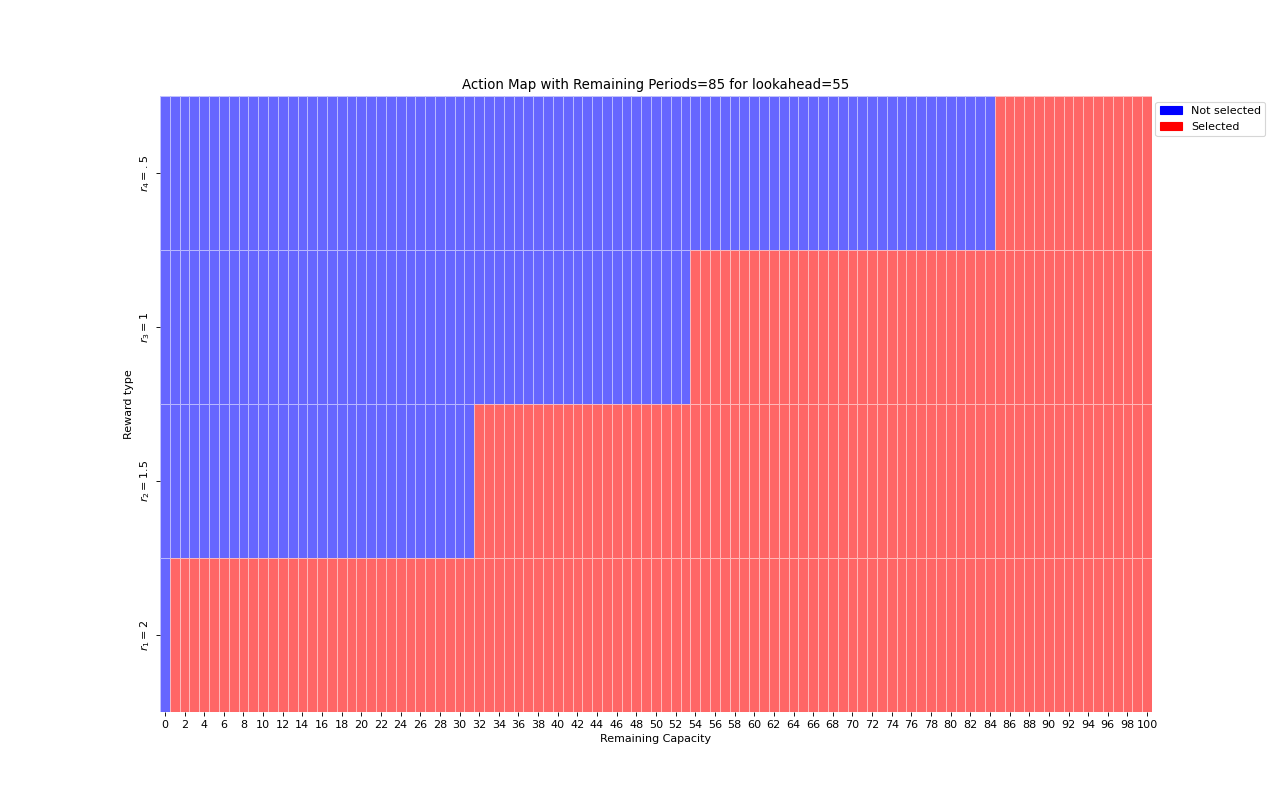 Action Map with Remaining Periods=85 for lookahead=55
Not selected
Selected
Reward type
r₄ = .5
r₃ = 1
r₂ = 1.5
r₁ = 2
0 2 4 6 8 10 12 14 16 18 20 22 24 26 28 30 32 34 36 38 40 42 44 46 48 50 52 54 56 58 60 62 64 66 68 70 72 74 76 78 80 82 84 86 88 90 92 94 96 98 100
Remaining Capacity